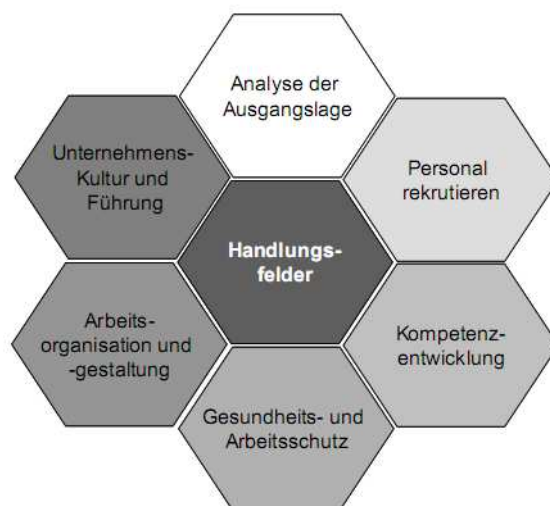 Analyse der
Ausgangslage
Unternehmens-
Kultur und
Führung
Personal
rekrutieren
Handlungs-
felder
Arbeits-
organisation und
-gestaltung
Kompetenz-
entwicklung
Gesundheits- und
Arbeitsschutz